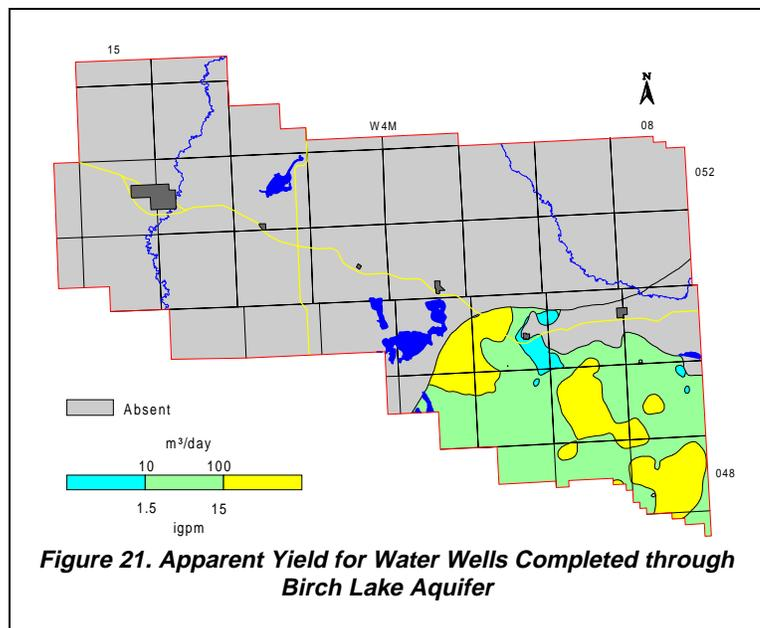 15
N
W4M
08
052
Absent
m³/day
10 100
048
1.5 15
igpm
Figure 21. Apparent Yield for Water Wells Completed through
Birch Lake Aquifer